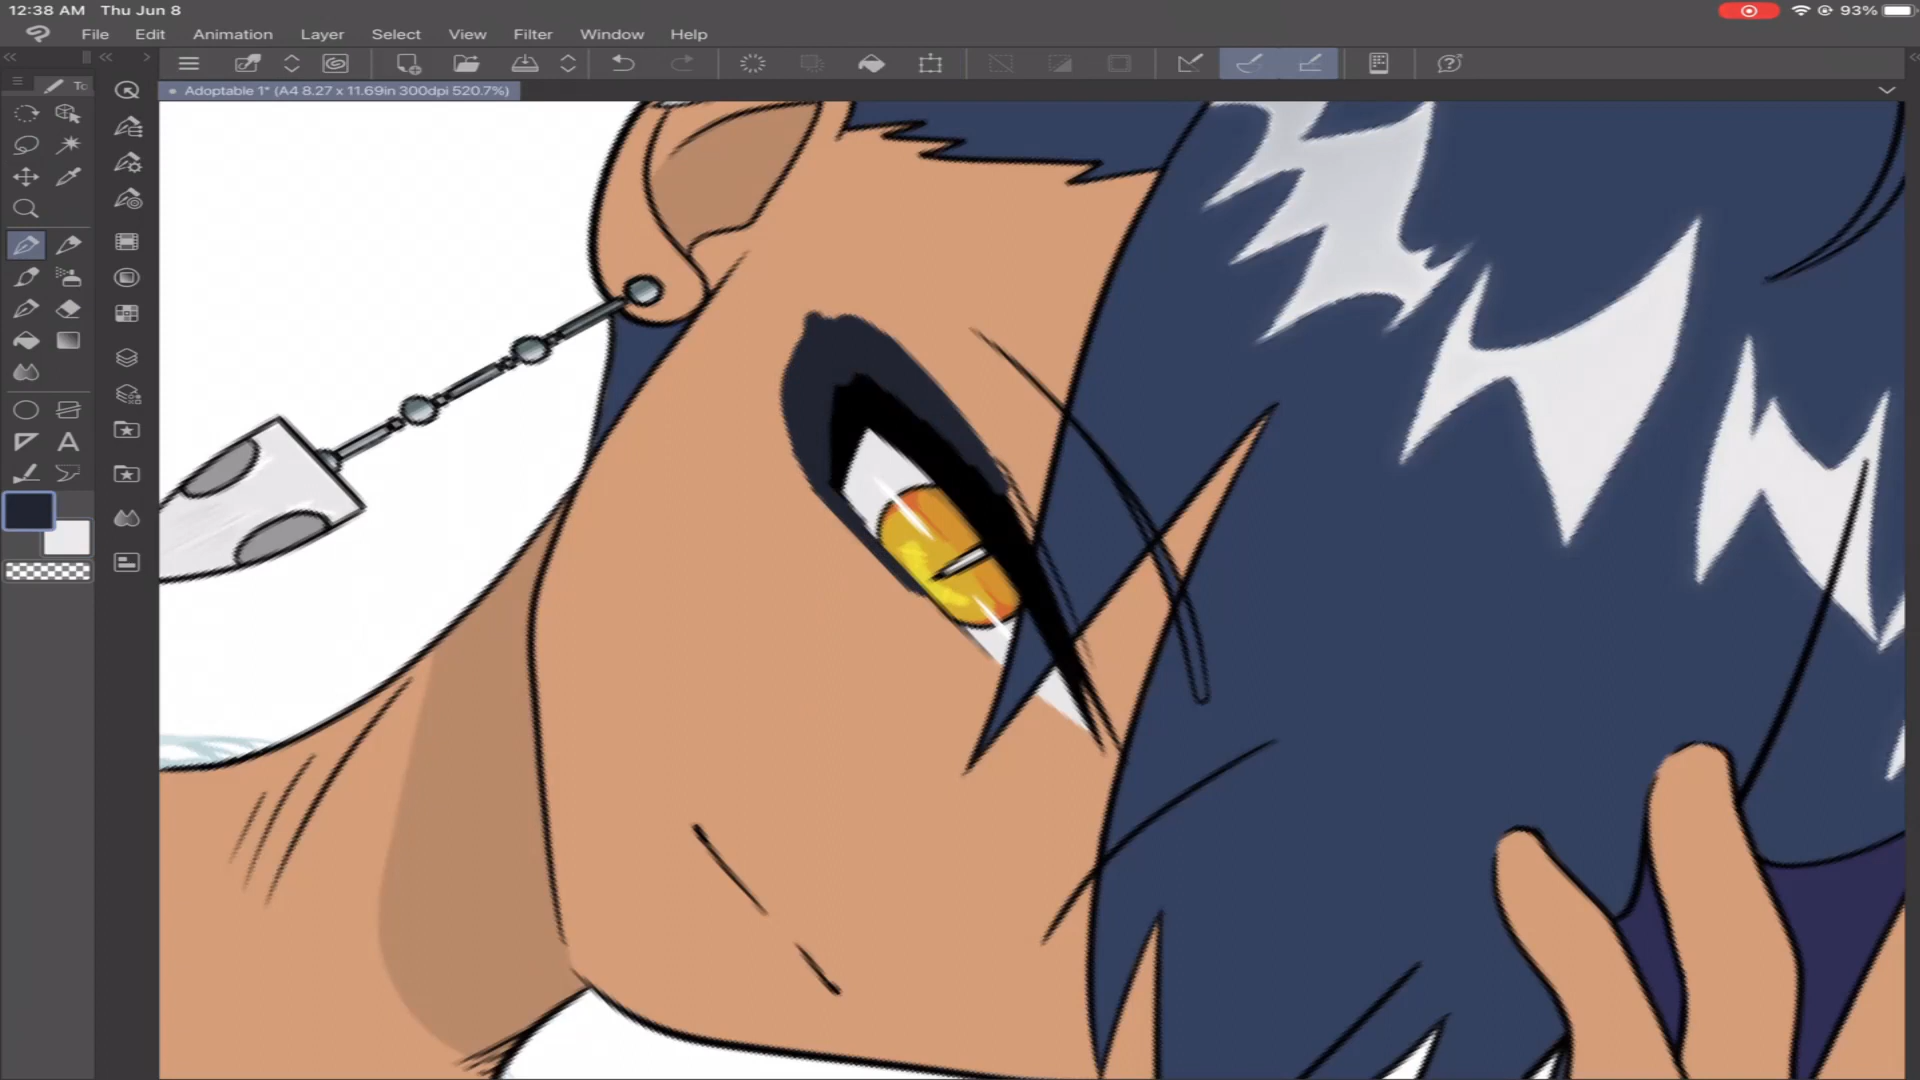 12:38 AM Thu Jun 8
93%
File Edit Animation Layer Select View Filter Window Help
To
Adoptable 1* (A4 8.27 x 11.69in 300dpi 520.7%)
A